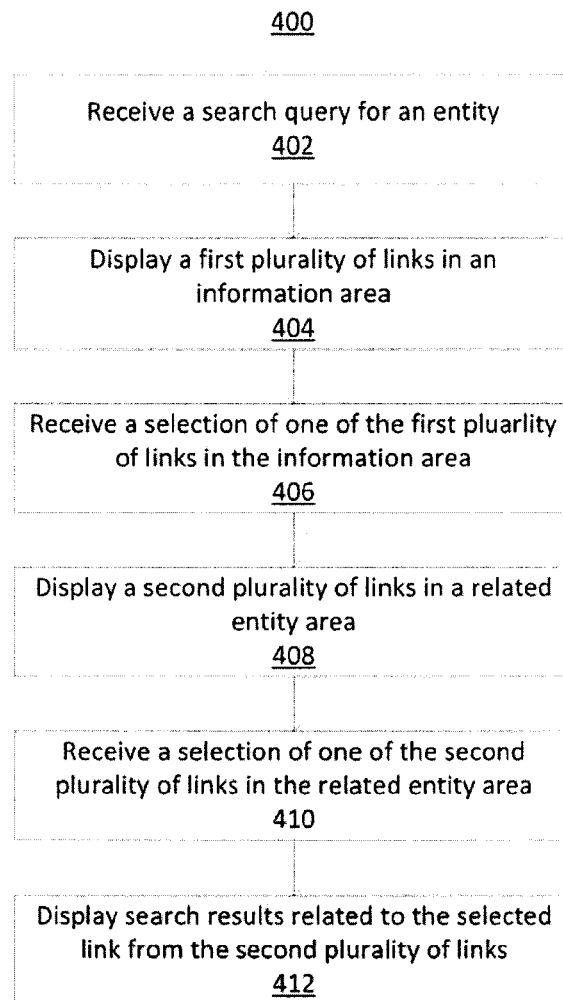 400
Receive a search query for an entity
402
Display a first plurality of links in an
information area
404
Receive a selection of one of the first pluarlity
of links in the information area
406
Display a second plurality of links in a related
entity area
408
Receive a selection of one of the second
plurality of links in the related entity area
410
Display search results related to the selected
link from the second plurality of links
412